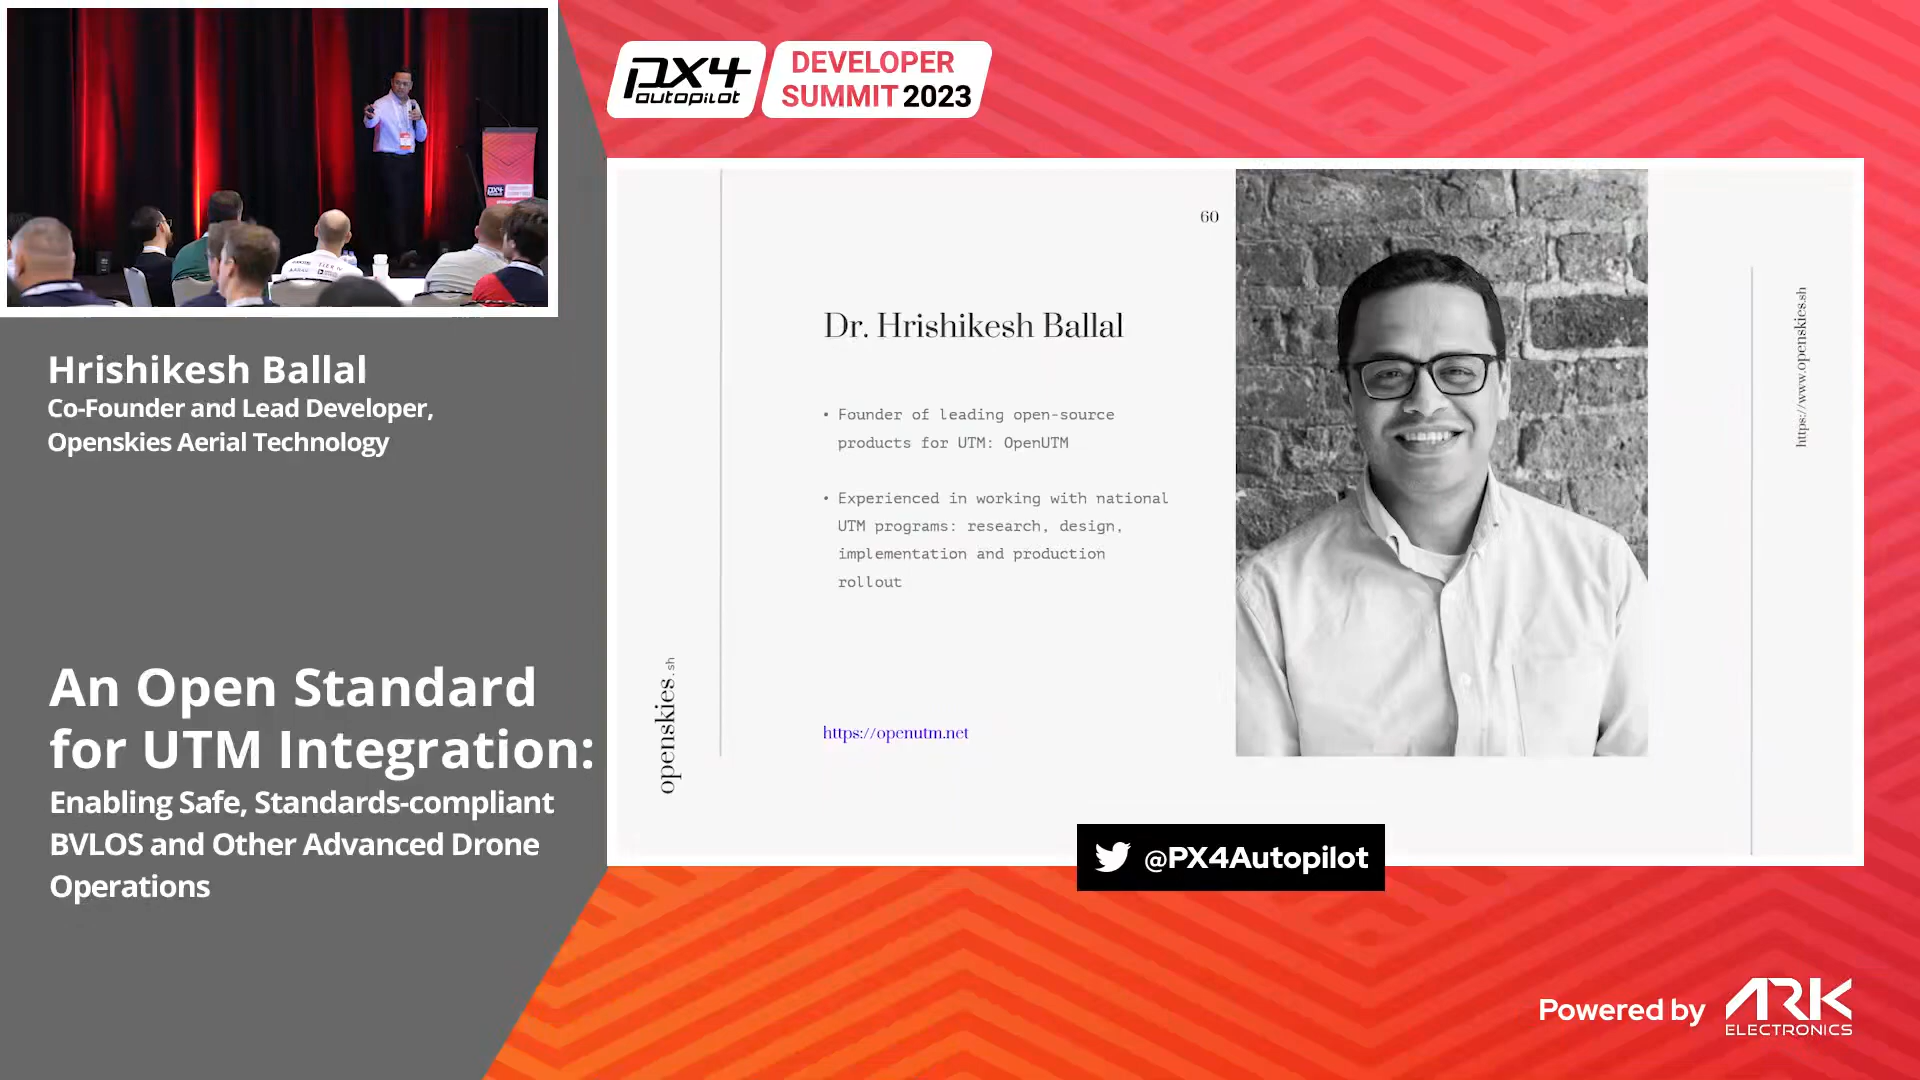 PX4
autopilot
DEVELOPER
SUMMIT 2023
Hrishikesh Ballal
Co-Founder and Lead Developer,
Openskies Aerial Technology
An Open Standard
for UTM Integration:
Enabling Safe, Standards-compliant
BVLOS and Other Advanced Drone
Operations
60
Dr. Hrishikesh Ballal
• Founder of leading open-source
products for UTM: OpenUTM
• Experienced in working with national
UTM programs: research, design,
implementation and production
rollout
https://openutm.net
openskies.sh
https://www.openskies.sh
@PX4Autopilot
Powered by
ARK
ELECTRONICS